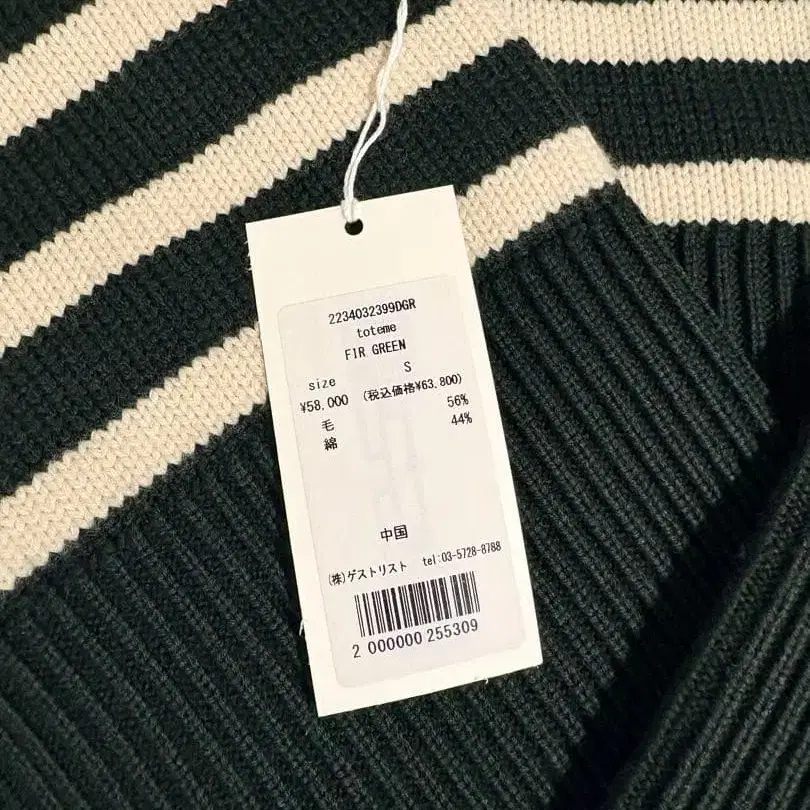 2234032399DGR
toteme
FIR GREEN
size S
¥58,000 (税込価格¥63,800)
毛 56%
綿 44%
中国
(株)ゲストリスト tel:03-5728-8788
2 000000 255309